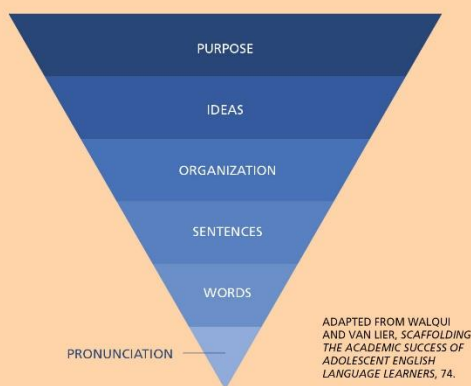 PURPOSE
IDEAS
ORGANIZATION
SENTENCES
WORDS
PRONUNCIATION
ADAPTED FROM WALQUI
AND VAN LIER, SCAFFOLDING
THE ACADEMIC SUCCESS OF
ADOLESCENT ENGLISH
LANGUAGE LEARNERS, 74.